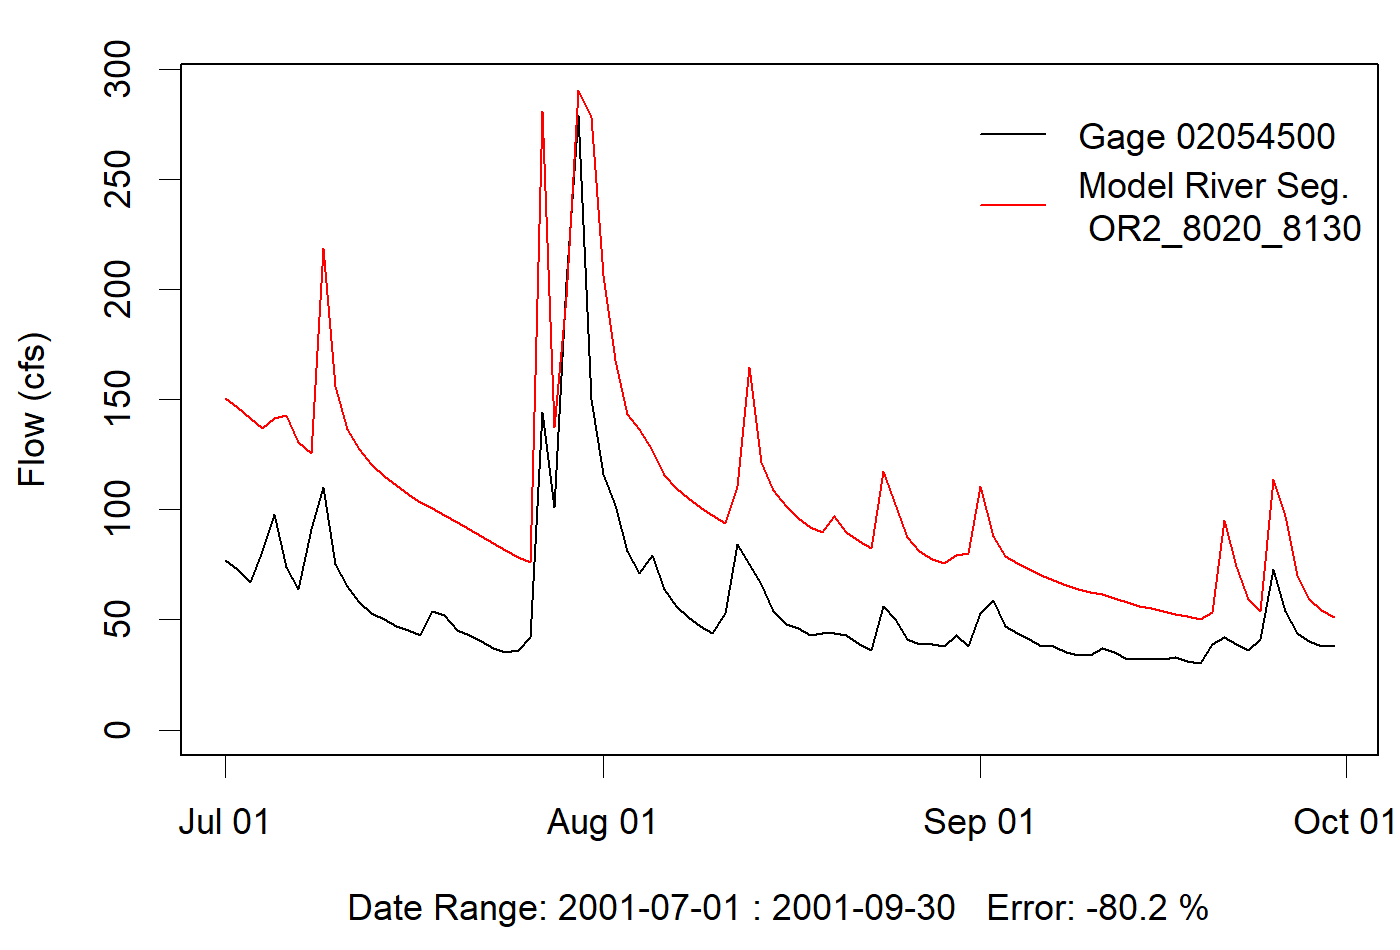 300
250
200
150
100
50
0
Flow (cfs)
Gage 02054500
Model River Seg.
OR2_8020_8130
Jul 01
Aug 01
Sep 01
Oct 01
Date Range: 2001-07-01 : 2001-09-30   Error: -80.2 %